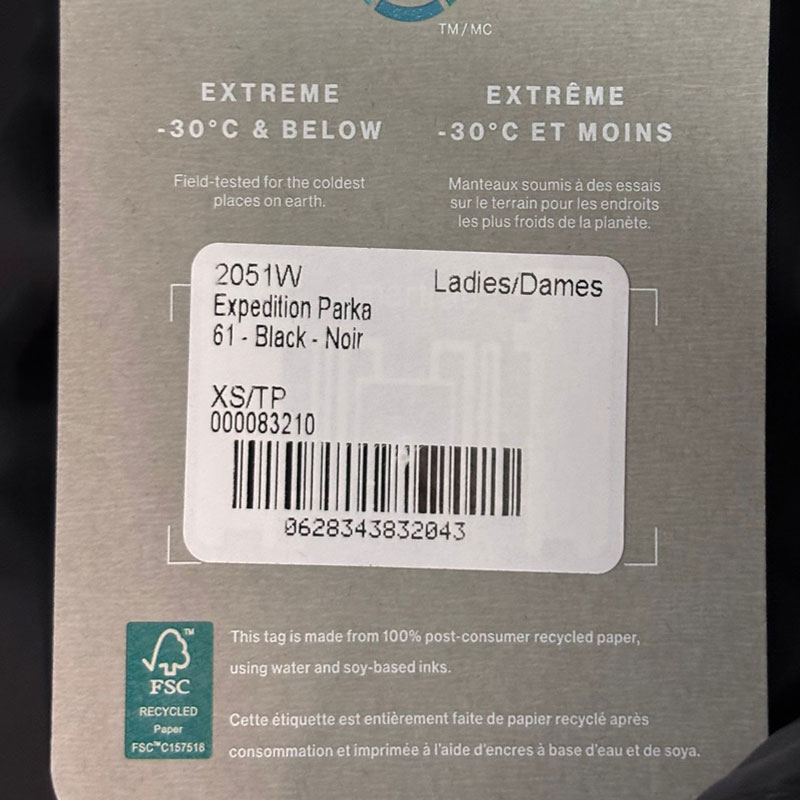 TM/MC
EXTREME
-30°C & BELOW
Field-tested for the coldest
places on earth.
EXTRÊME
-30°C ET MOINS
Manteaux soumis à des essais
sur le terrain pour les endroits
les plus froids de la planète.
2051W
Ladies/Dames
Expedition Parka
61 - Black - Noir
XS/TP
000083210
0628343832043
TM
FSC
RECYCLED
Paper
FSC™C157518
This tag is made from 100% post-consumer recycled paper,
using water and soy-based inks.
Cette étiquette est entièrement faite de papier recyclé après
consommation et imprimée à l'aide d'encres à base d'eau et de soya.